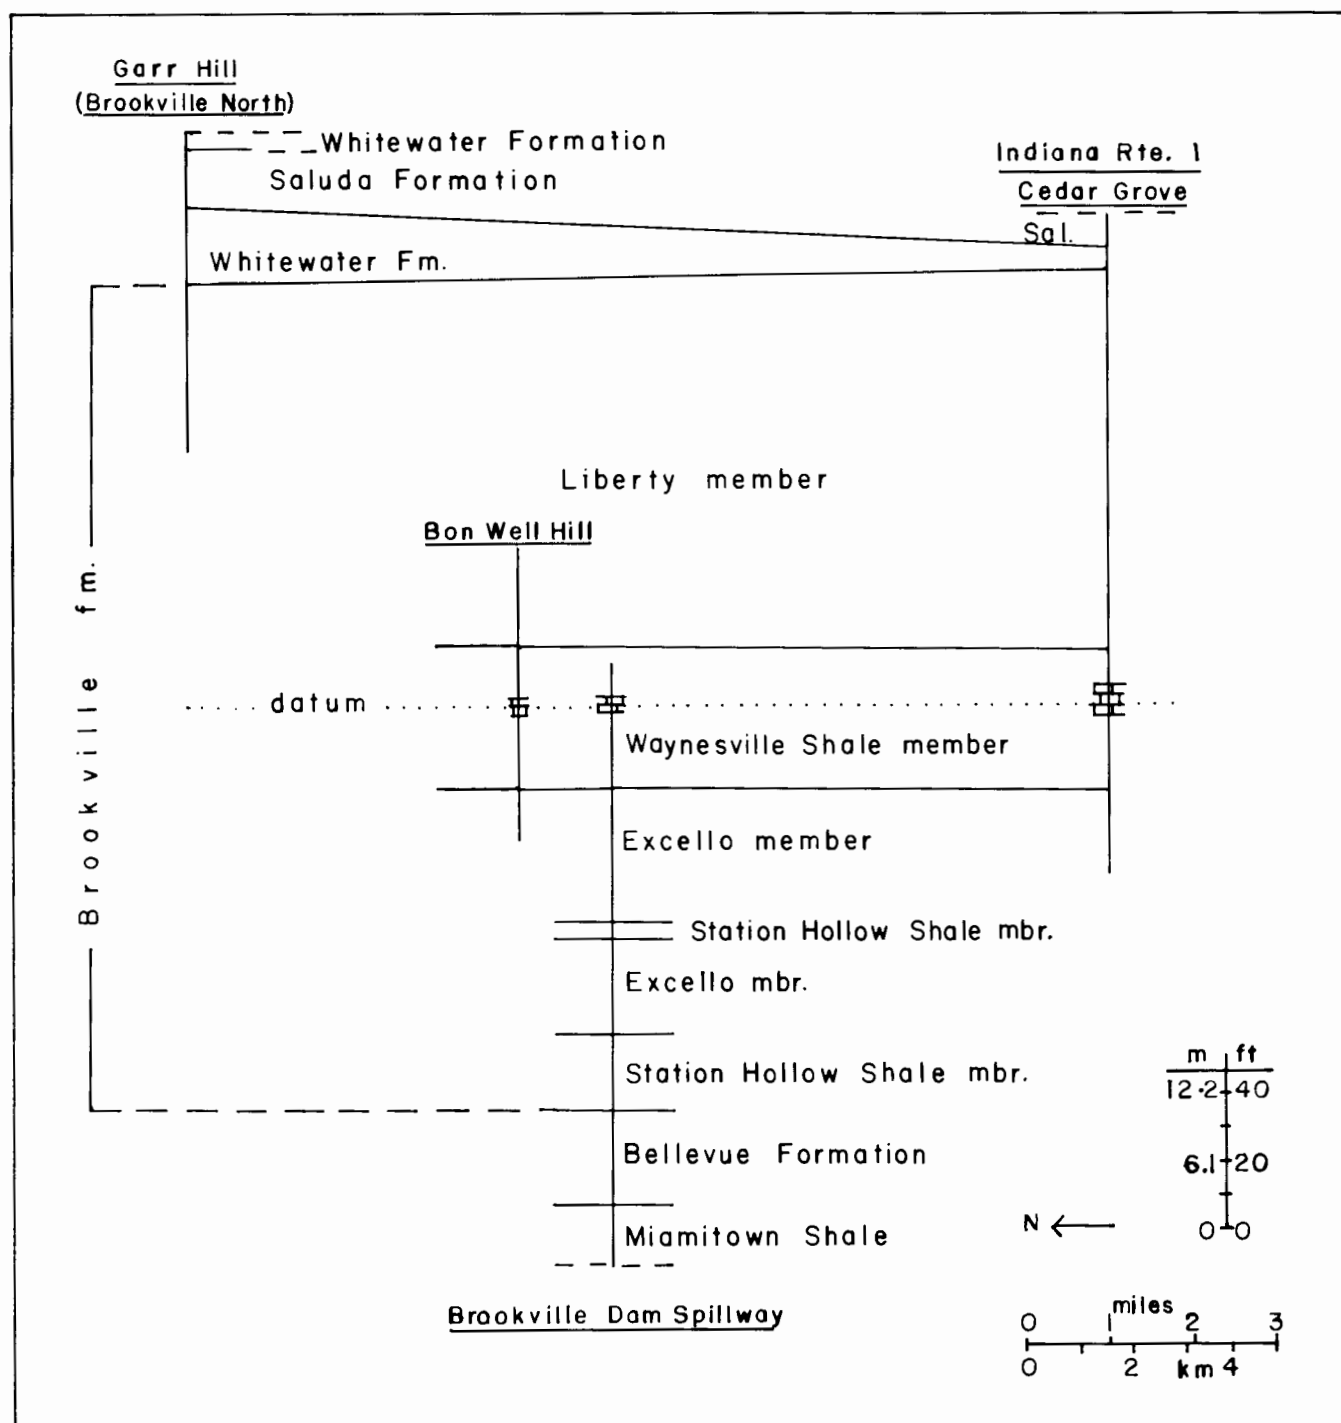 Garr Hill
(Brookville North)
Whitewater Formation
Saluda Formation
Indiana Rte. 1
Cedar Grove
Sal.
Whitewater Fm.
Liberty member
Bon Well Hill
Brookville fm.
datum
Waynesville Shale member
Excello member
Station Hollow Shale mbr.
Excello mbr.
Station Hollow Shale mbr.
Bellevue Formation
Miamitown Shale
Brookville Dam Spillway
m ft
12.2 40
6.1 20
0 0
N
miles
0 1 2 3
0 2 km 4